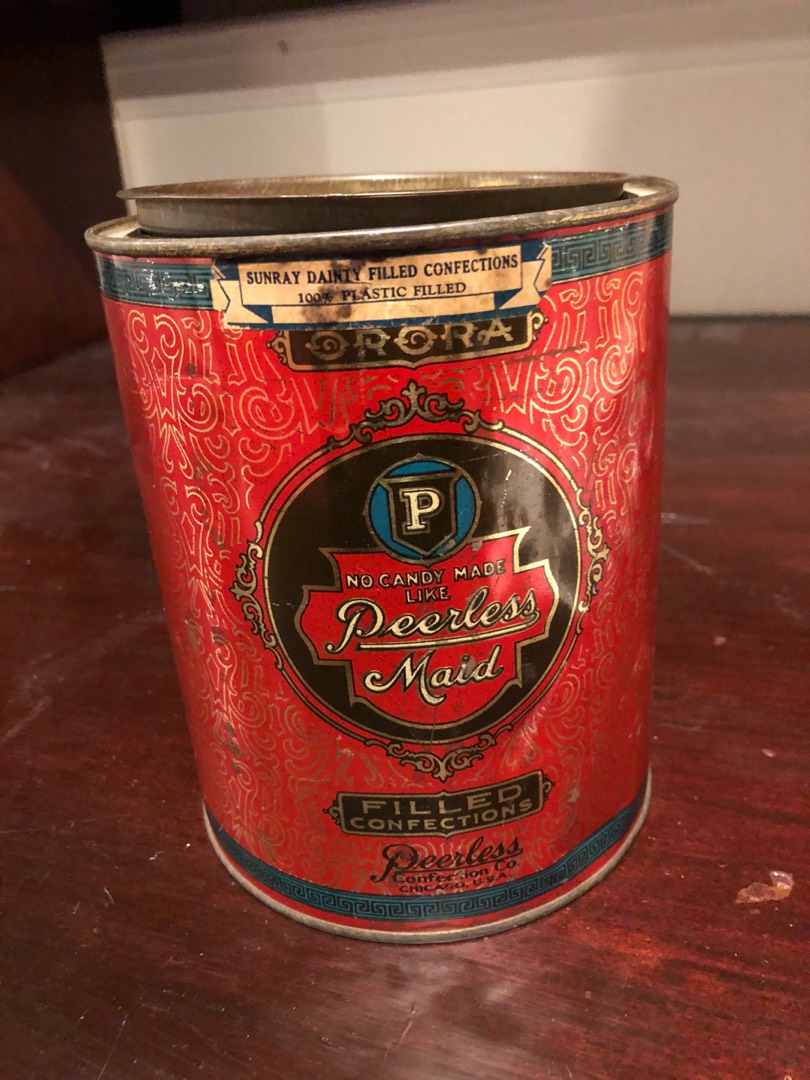 SUNRAY DAINTY FILLED CONFECTIONS
100% PLASTIC FILLED
ORORA
P
NO CANDY MADE
LIKE
Peerless
Maid
FILLED
CONFECTIONS
Peerless
Confection Co.
CHICAGO, U.S.A.